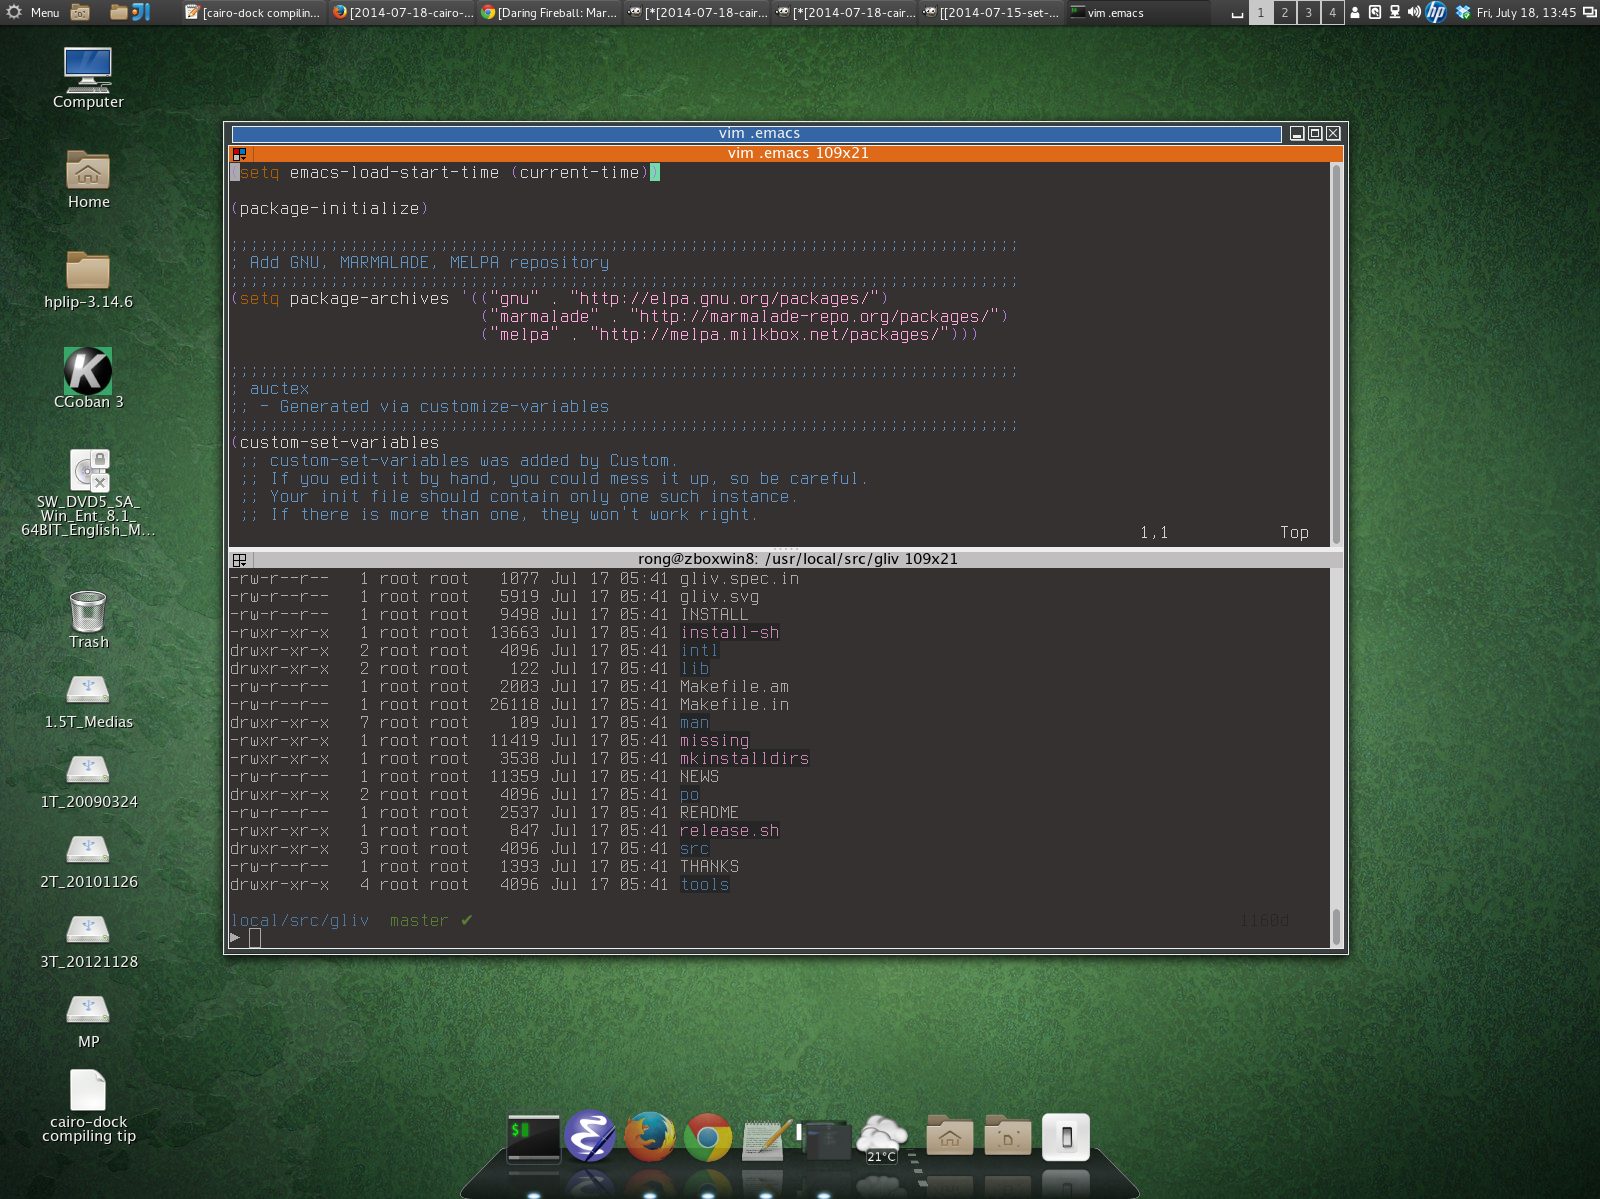 Menu
[cairo-dock compilin...
[2014-07-18-cairo-...
[Daring Fireball: Mar...
[*[2014-07-18-cair...
[*[2014-07-18-cair...
[[2014-07-15-set-...
vim .emacs
1 2 3 4
hp
Fri, July 18, 13:45
Computer
Home
hplip-3.14.6
K
CGoban 3
SW_DVD5_SA_
Win_Ent_8.1_
64BIT_English_M...
Trash
1.5T_Medias
1T_20090324
2T_20101126
3T_20121128
MP
cairo-dock
compiling tip
vim .emacs
vim .emacs 109x21
(setq emacs-load-start-time (current-time))
(package-initialize)
;;;;;;;;;;;;;;;;;;;;;;;;;;;;;;;;;;;;;;;;;;;;;;;;;;;;;;;;;;;;;;;;;;;;;;;;;;;;;;;
; Add GNU, MARMALADE, MELPA repository
;;;;;;;;;;;;;;;;;;;;;;;;;;;;;;;;;;;;;;;;;;;;;;;;;;;;;;;;;;;;;;;;;;;;;;;;;;;;;;;
(setq package-archives '(("gnu" . "http://elpa.gnu.org/packages/")
("marmalade" . "http://marmalade-repo.org/packages/")
("melpa" . "http://melpa.milkbox.net/packages/")))
;;;;;;;;;;;;;;;;;;;;;;;;;;;;;;;;;;;;;;;;;;;;;;;;;;;;;;;;;;;;;;;;;;;;;;;;;;;;;;;
; auctex
;; - Generated via customize-variables
;;;;;;;;;;;;;;;;;;;;;;;;;;;;;;;;;;;;;;;;;;;;;;;;;;;;;;;;;;;;;;;;;;;;;;;;;;;;;;;
(custom-set-variables
;; custom-set-variables was added by Custom.
;; If you edit it by hand, you could mess it up, so be careful.
;; Your init file should contain only one such instance.
;; If there is more than one, they won't work right.
1,1 Top
rong@zboxwin8: /usr/local/src/gliv 109x21
-rw-r--r-- 1 root root 1077 Jul 17 05:41 gliv.spec.in
-rw-r--r-- 1 root root 5919 Jul 17 05:41 gliv.svg
-rw-r--r-- 1 root root 9498 Jul 17 05:41 INSTALL
-rwxr-xr-x 1 root root 13663 Jul 17 05:41 install-sh
drwxr-xr-x 2 root root 4096 Jul 17 05:41 intl
drwxr-xr-x 2 root root 122 Jul 17 05:41 lib
-rw-r--r-- 1 root root 2003 Jul 17 05:41 Makefile.am
-rw-r--r-- 1 root root 26118 Jul 17 05:41 Makefile.in
drwxr-xr-x 7 root root 109 Jul 17 05:41 man
-rwxr-xr-x 1 root root 11419 Jul 17 05:41 missing
-rwxr-xr-x 1 root root 3538 Jul 17 05:41 mkinstalldirs
-rw-r--r-- 1 root root 11359 Jul 17 05:41 NEWS
drwxr-xr-x 2 root root 4096 Jul 17 05:41 po
-rw-r--r-- 1 root root 2537 Jul 17 05:41 README
-rwxr-xr-x 1 root root 847 Jul 17 05:41 release.sh
drwxr-xr-x 3 root root 4096 Jul 17 05:41 src
-rw-r--r-- 1 root root 1393 Jul 17 05:41 THANKS
drwxr-xr-x 4 root root 4096 Jul 17 05:41 tools
local/src/gliv master ✔ 1160d
▶
$
21°C
D